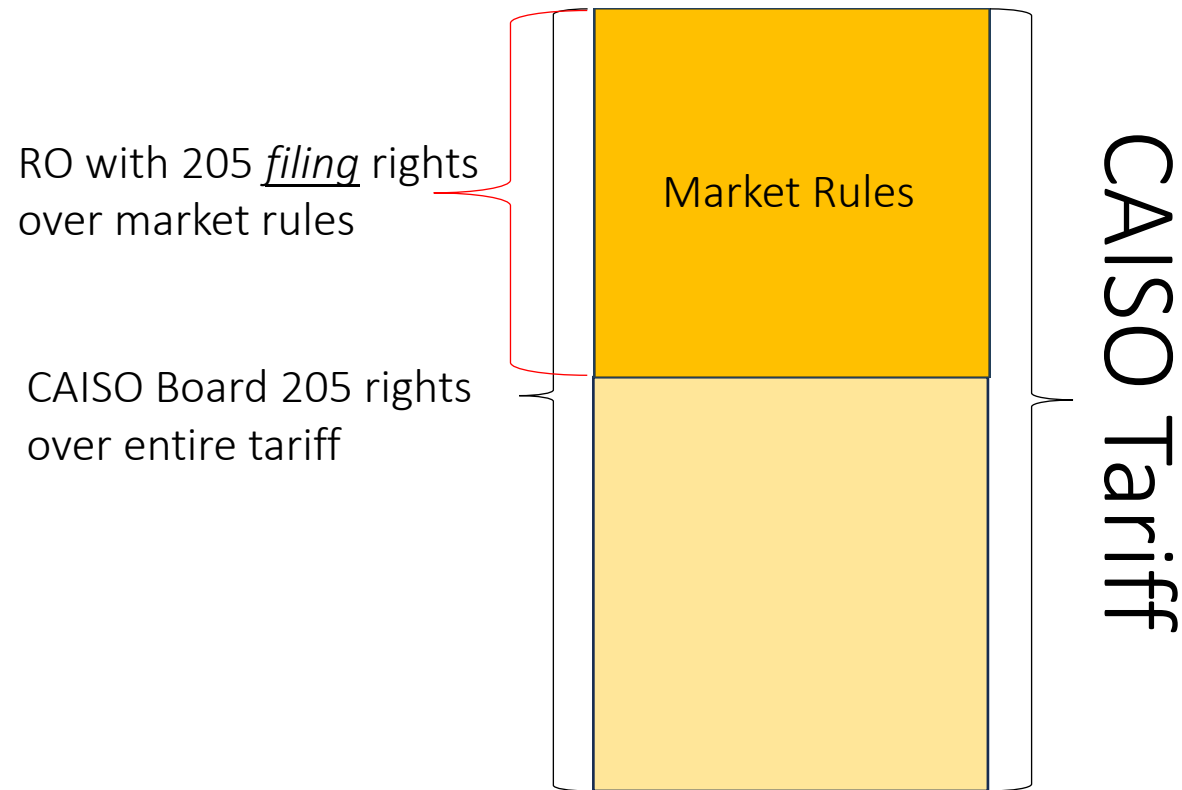 RO with 205 filing rights
over market rules
Market Rules
CAISO Board 205 rights
over entire tariff
CAISO Tariff